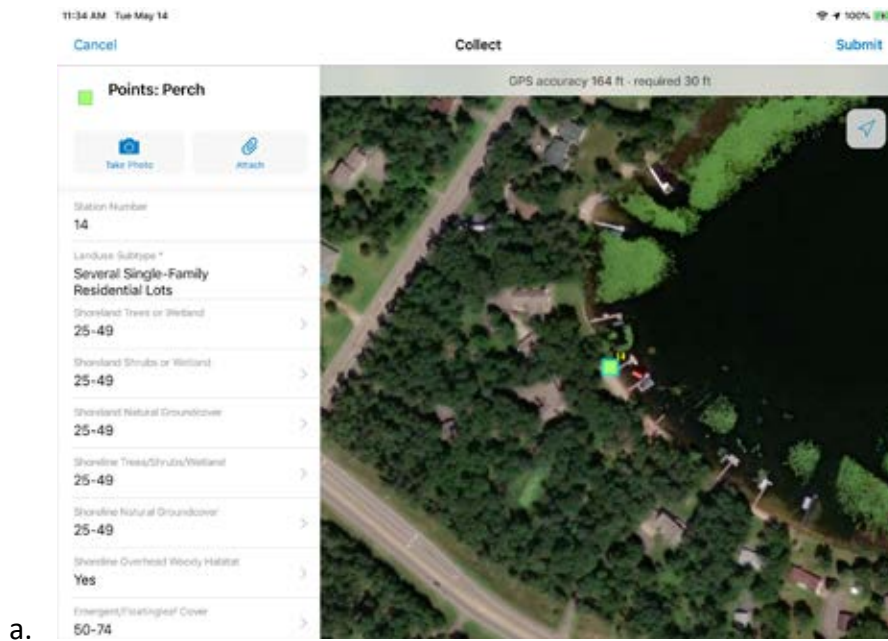 11:34 AM Tue May 14
100%
Cancel
Collect
Submit
Points: Perch
GPS accuracy 164 ft - required 30 ft
Take Photo
Attach
Station Number
14
Landuse Subtype *
Several Single-Family
Residential Lots
Shoreland Trees or Wetland
25-49
Shoreland Shrubs or Wetland
25-49
Shoreland Natural Groundcover
25-49
Shoreline Trees/Shrubs/Wetland
25-49
Shoreline Natural Groundcover
25-49
Shoreline Overhead Woody Habitat
Yes
Emergent/Floatingleaf Cover
50-74
14
a.